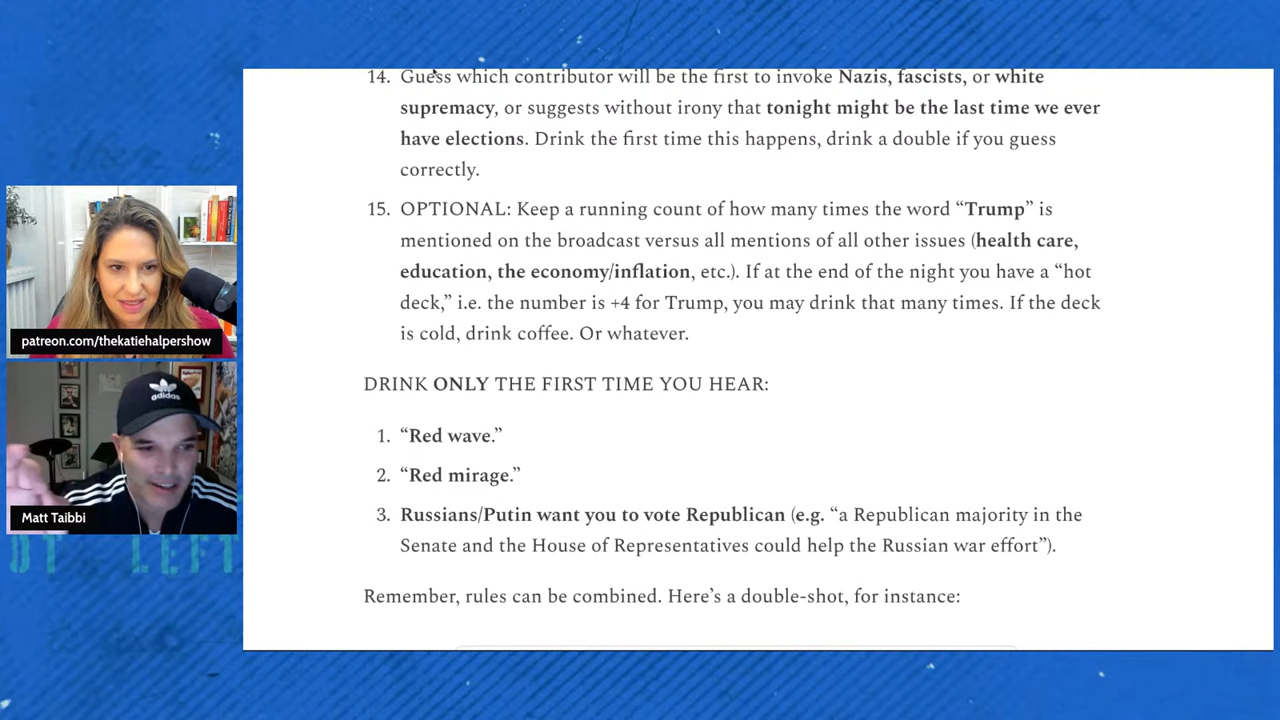 14. Guess which contributor will be the first to invoke Nazis, fascists, or white
supremacy, or suggests without irony that tonight might be the last time we ever
have elections. Drink the first time this happens, drink a double if you guess
correctly.
15. OPTIONAL: Keep a running count of how many times the word “Trump” is
mentioned on the broadcast versus all mentions of all other issues (health care,
education, the economy/inflation, etc.). If at the end of the night you have a “hot
deck,” i.e. the number is +4 for Trump, you may drink that many times. If the deck
is cold, drink coffee. Or whatever.
DRINK ONLY THE FIRST TIME YOU HEAR:
1. “Red wave.”
2. “Red mirage.”
3. Russians/Putin want you to vote Republican (e.g. “a Republican majority in the
Senate and the House of Representatives could help the Russian war effort”).
Remember, rules can be combined. Here’s a double-shot, for instance:
patreon.com/thekatiehalpershow
adidas
Matt Taibbi
LEFT